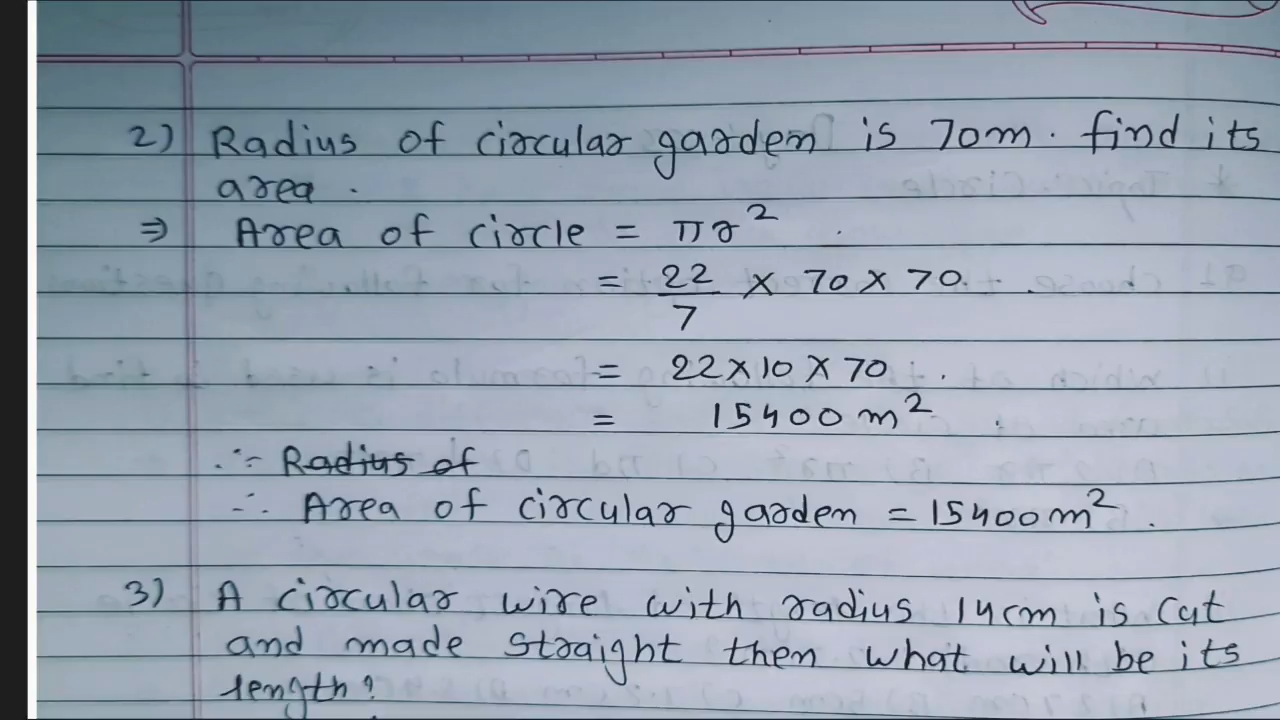 2) Radius of circular garden is 70m. find its
area.
⇒ Area of circle = πr²
= 22/7 × 70 × 70.
= 22 × 10 × 70.
= 15400 m²
∴ Radius of
∴ Area of circular garden = 15400 m².
3) A circular wire with radius 14cm is cut
and made straight then what will be its
length?